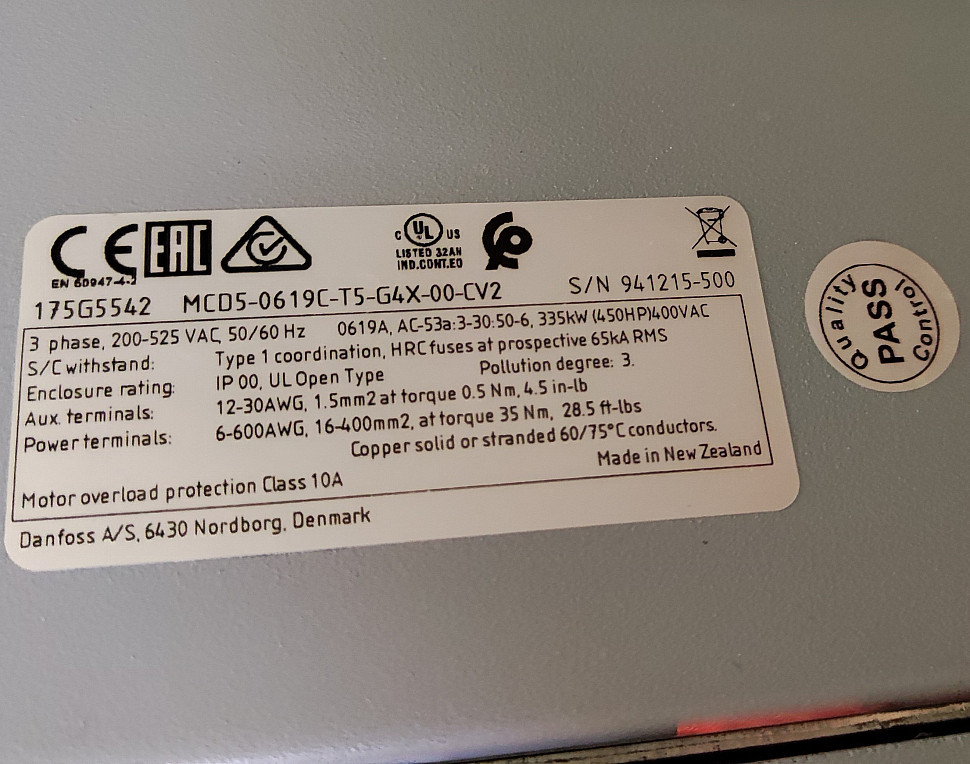 CE EAC
EN 60947-4-2
C UL US
LISTED 32AN
IND.CONT.EQ
175G5542 MCD5-0619C-T5-G4X-00-CV2 S/N 941215-500
3 phase, 200-525 VAC, 50/60 Hz 0619A, AC-53a:3-30:50-6, 335kW (450HP)400VAC
S/C withstand: Type 1 coordination, HRC fuses at prospective 65kA RMS
Enclosure rating: IP 00, UL Open Type Pollution degree: 3.
Aux. terminals: 12-30AWG, 1.5mm2 at torque 0.5 Nm, 4.5 in-lb
Power terminals: 6-600AWG, 16-400mm2, at torque 35 Nm, 28.5 ft-lbs
Copper solid or stranded 60/75°C conductors.
Motor overload protection Class 10A Made in New Zealand
Danfoss A/S, 6430 Nordborg, Denmark
Quality
PASS
Control